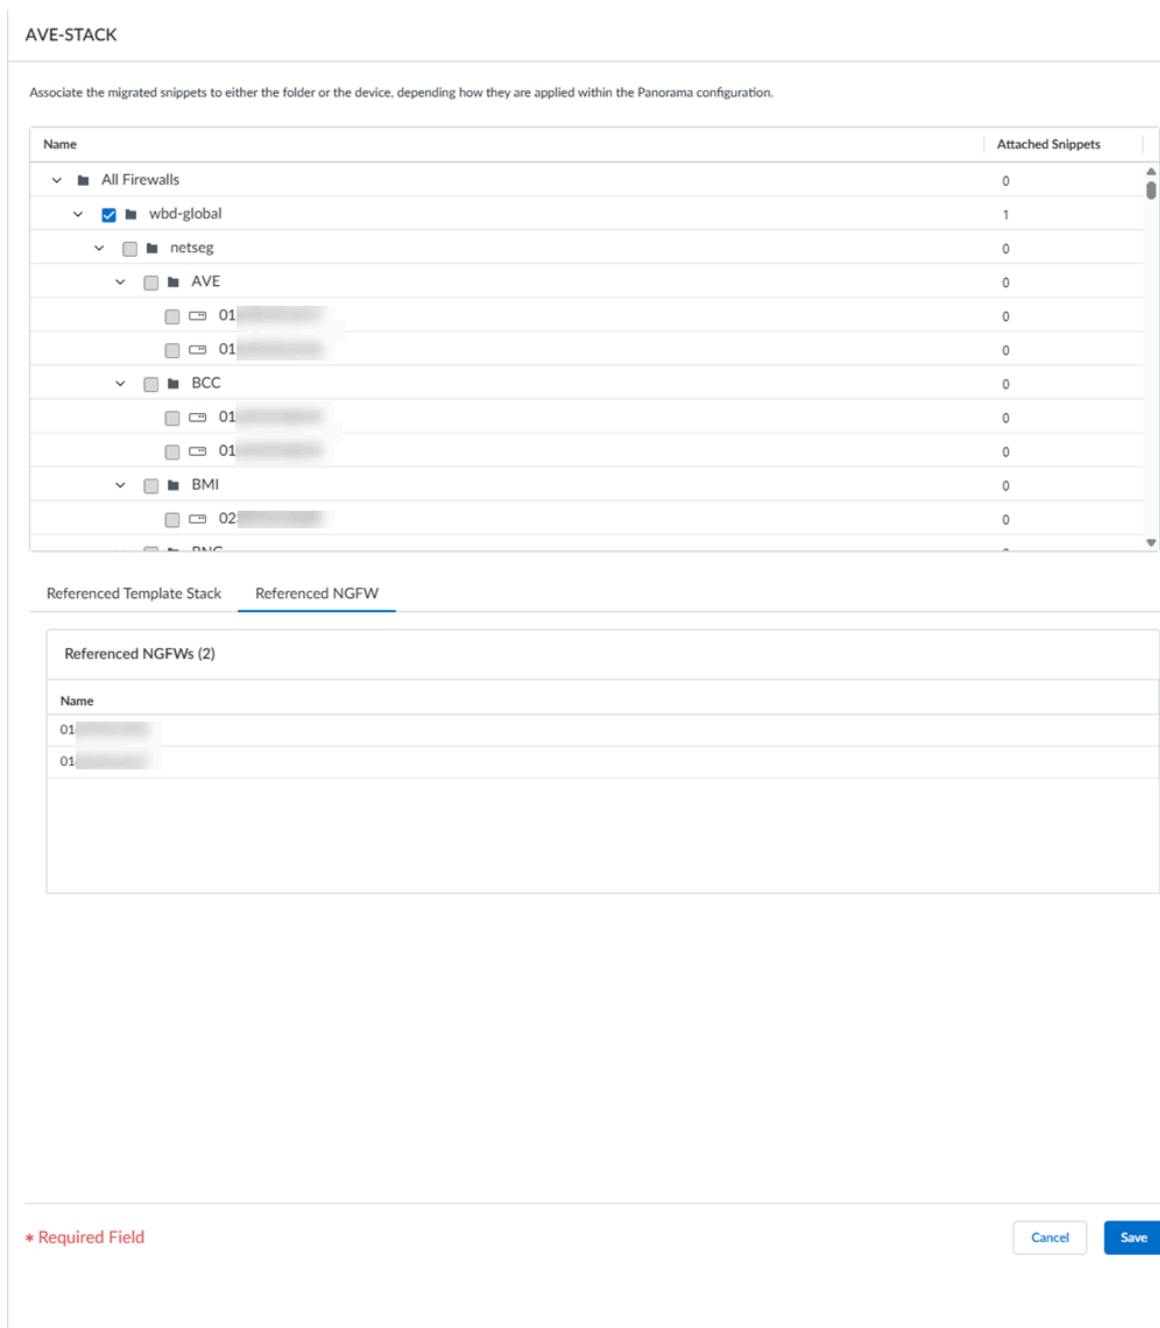 AVE-STACK
Associate the migrated snippets to either the folder or the device, depending how they are applied within the Panorama configuration.
Name Attached Snippets
All Firewalls 0
wbd-global 1
netseg 0
AVE 0
01 0
01 0
BCC 0
01 0
01 0
BMI 0
02 0
Referenced Template Stack Referenced NGFW
Referenced NGFWs (2)
Name
01
01
* Required Field Cancel Save